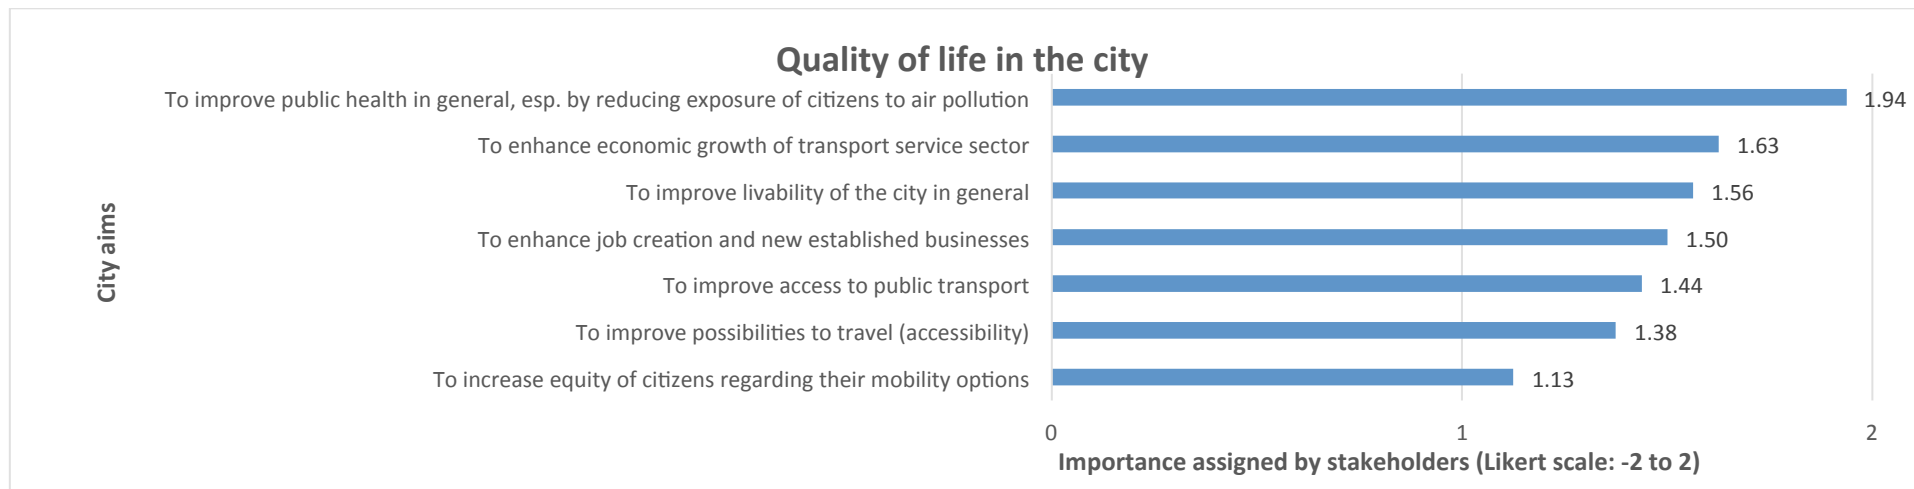 Quality of life in the city
To improve public health in general, esp. by reducing exposure of citizens to air pollution
1.94
To enhance economic growth of transport service sector
1.63
To improve livability of the city in general
1.56
To enhance job creation and new established businesses
1.50
To improve access to public transport
1.44
To improve possibilities to travel (accessibility)
1.38
To increase equity of citizens regarding their mobility options
1.13
City aims
0
1
2
Importance assigned by stakeholders (Likert scale: -2 to 2)